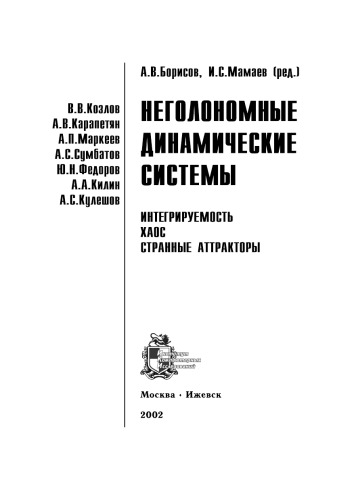 А.В.Борисов, И.С.Мамаев (ред.)
В.В.Козлов
А.В.Карапетян
А.П.Маркеев
А.С.Сумбатов
Ю.Н.Федоров
А.А.Килин
А.С.Кулешов
НЕГОЛОНОМНЫЕ
ДИНАМИЧЕСКИЕ
СИСТЕМЫ
ИНТЕГРИРУЕМОСТЬ
ХАОС
СТРАННЫЕ АТТРАКТОРЫ
Москва • Ижевск
2002